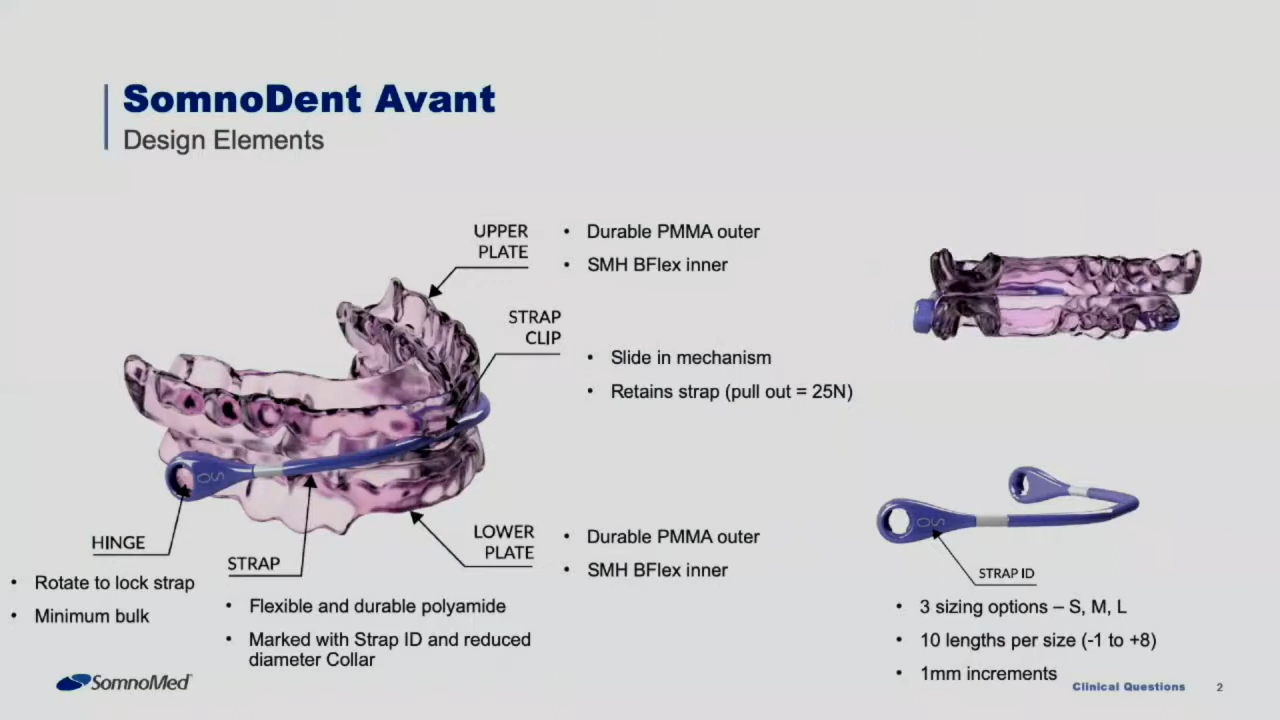 SomnoDent Avant
Design Elements
UPPER
PLATE
• Durable PMMA outer
• SMH BFlex inner
STRAP
CLIP
• Slide in mechanism
• Retains strap (pull out = 25N)
SO
HINGE
• Rotate to lock strap
• Minimum bulk
STRAP
• Flexible and durable polyamide
• Marked with Strap ID and reduced
diameter Collar
LOWER
PLATE
• Durable PMMA outer
• SMH BFlex inner
SO
STRAP ID
• 3 sizing options – S, M, L
• 10 lengths per size (-1 to +8)
• 1mm increments
SomnoMed
Clinical Questions 2